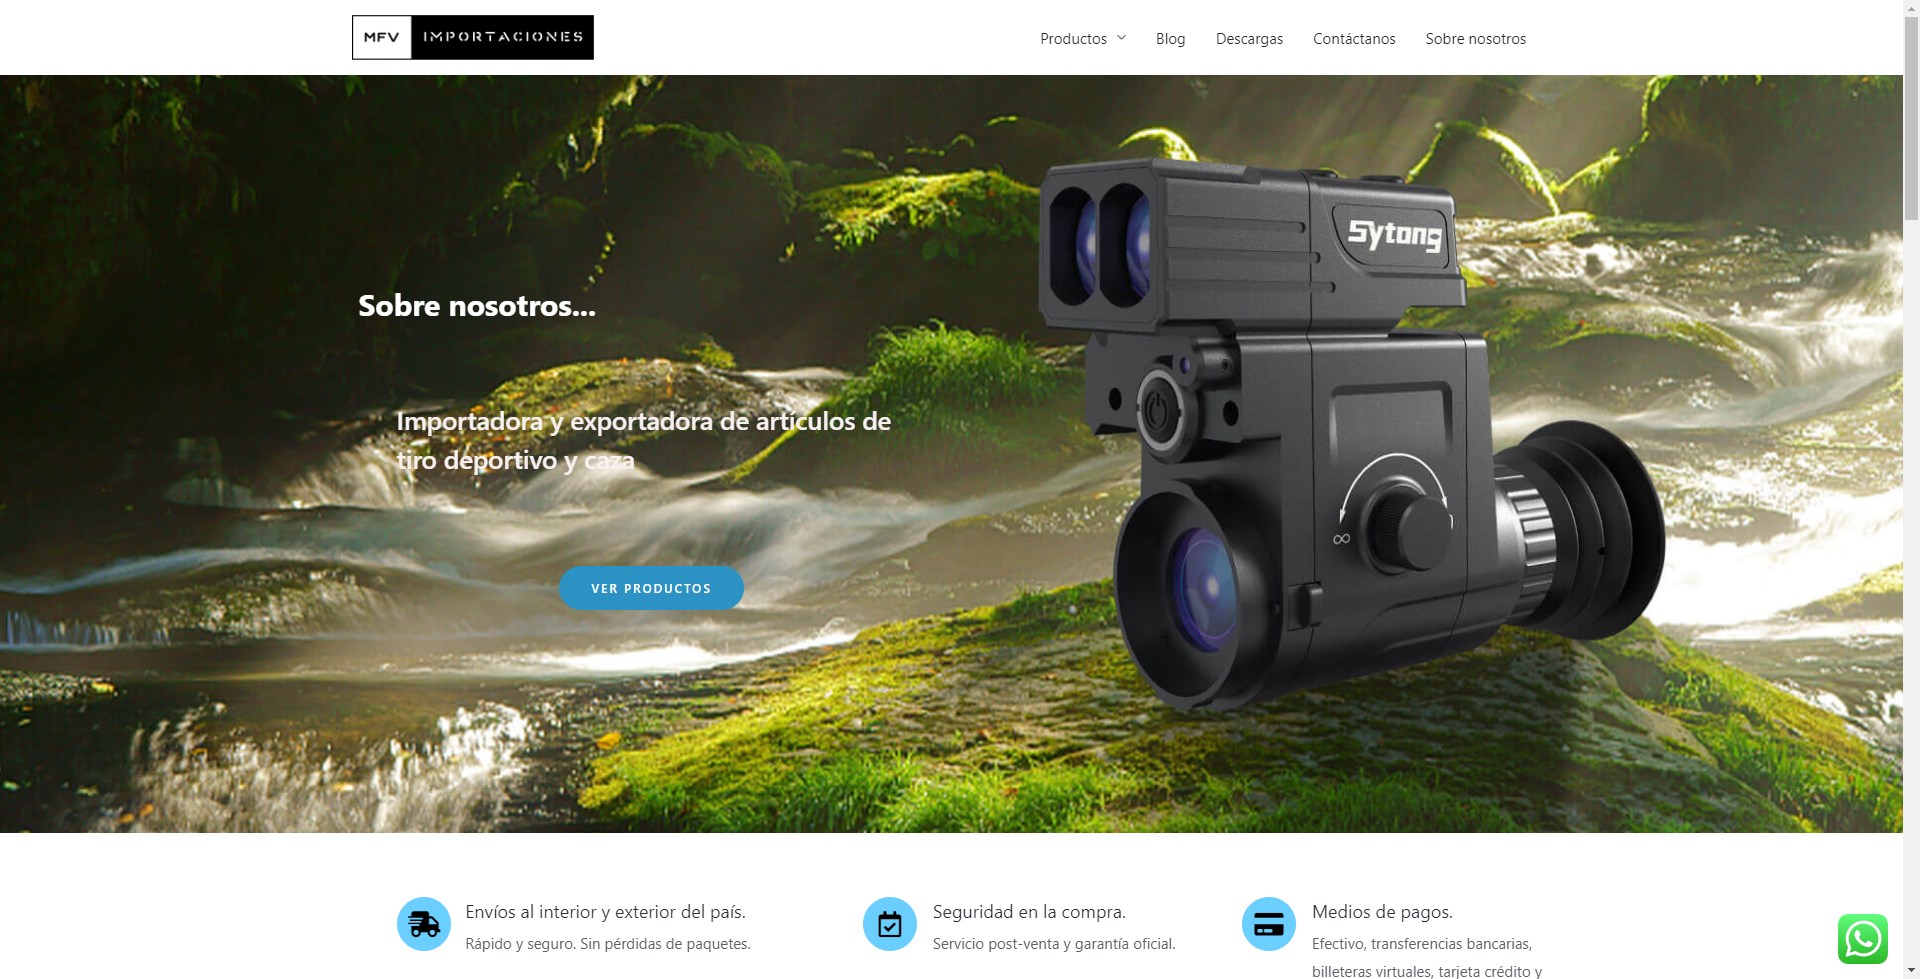 MFV IMPORTACIONES
Productos Blog Descargas Contáctanos Sobre nosotros
Sytong
Sobre nosotros...
Importadora y exportadora de artículos de
tiro deportivo y caza
∞
VER PRODUCTOS
Envíos al interior y exterior del país.
Rápido y seguro. Sin pérdidas de paquetes.
Seguridad en la compra.
Servicio post-venta y garantía oficial.
Medios de pagos.
Efectivo, transferencias bancarias,
billeteras virtuales, tarjeta crédito y